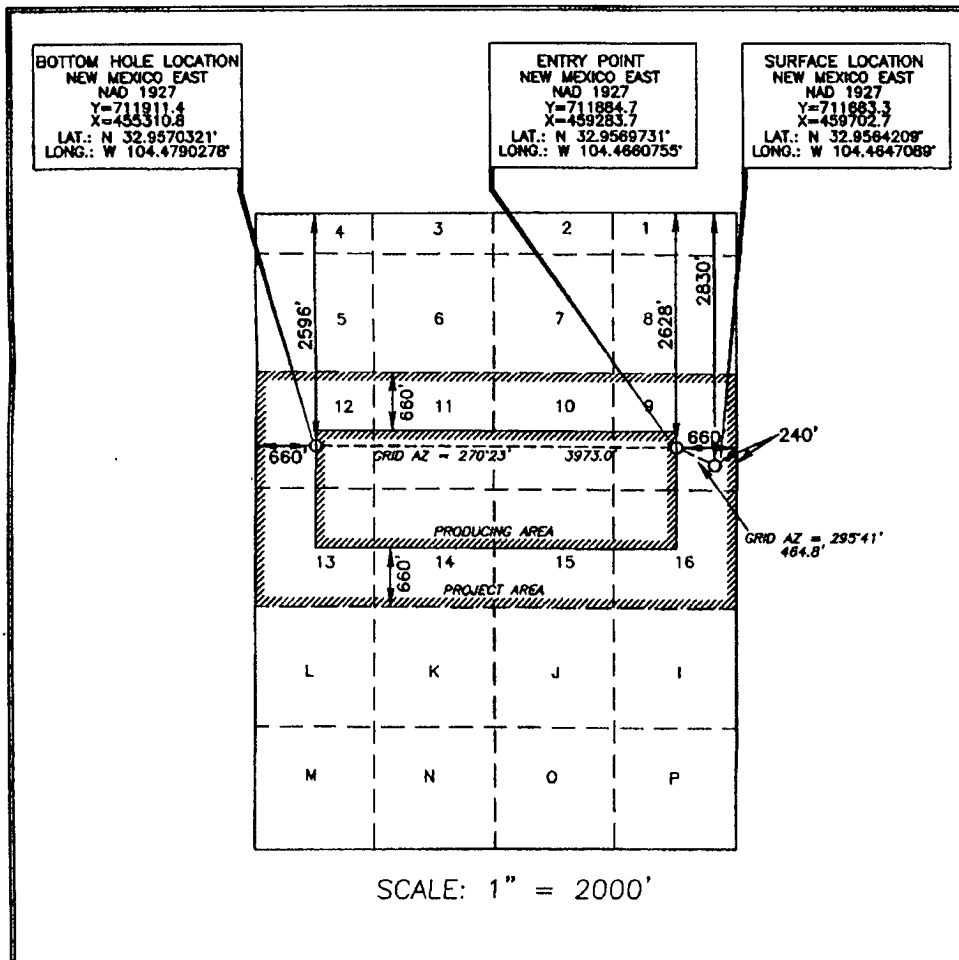 BOTTOM HOLE LOCATION
NEW MEXICO EAST
NAD 1927
Y=711911.4
X=455310.8
LAT.: N 32.9570321°
LONG.: W 104.4790278°
ENTRY POINT
NEW MEXICO EAST
NAD 1927
Y=711884.7
X=459283.7
LAT.: N 32.9569731°
LONG.: W 104.4660755°
SURFACE LOCATION
NEW MEXICO EAST
NAD 1927
Y=711683.3
X=459702.7
LAT.: N 32.9564209°
LONG.: W 104.4647089°
4 3 2 1
2596'
2628'
2830'
5 6 7 8
12 11 10 9
660'
660'
660
240'
GRID AZ = 270°23' 3973.0'
PRODUCING AREA
GRID AZ = 295°41'
464.8'
13 14 15 16
660'
PROJECT AREA
L K J I
M N O P
SCALE: 1" = 2000'